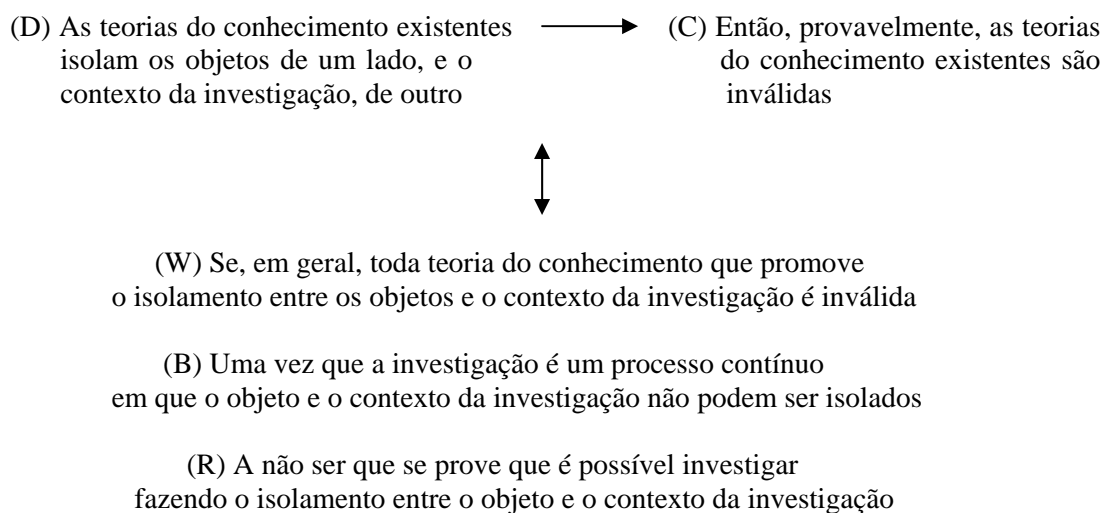 (D) As teorias do conhecimento existentes
isolam os objetos de um lado, e o
contexto da investigação, de outro
(C) Então, provavelmente, as teorias
do conhecimento existentes são
inválidas
(W) Se, em geral, toda teoria do conhecimento que promove
o isolamento entre os objetos e o contexto da investigação é inválida
(B) Uma vez que a investigação é um processo contínuo
em que o objeto e o contexto da investigação não podem ser isolados
(R) A não ser que se prove que é possível investigar
fazendo o isolamento entre o objeto e o contexto da investigação